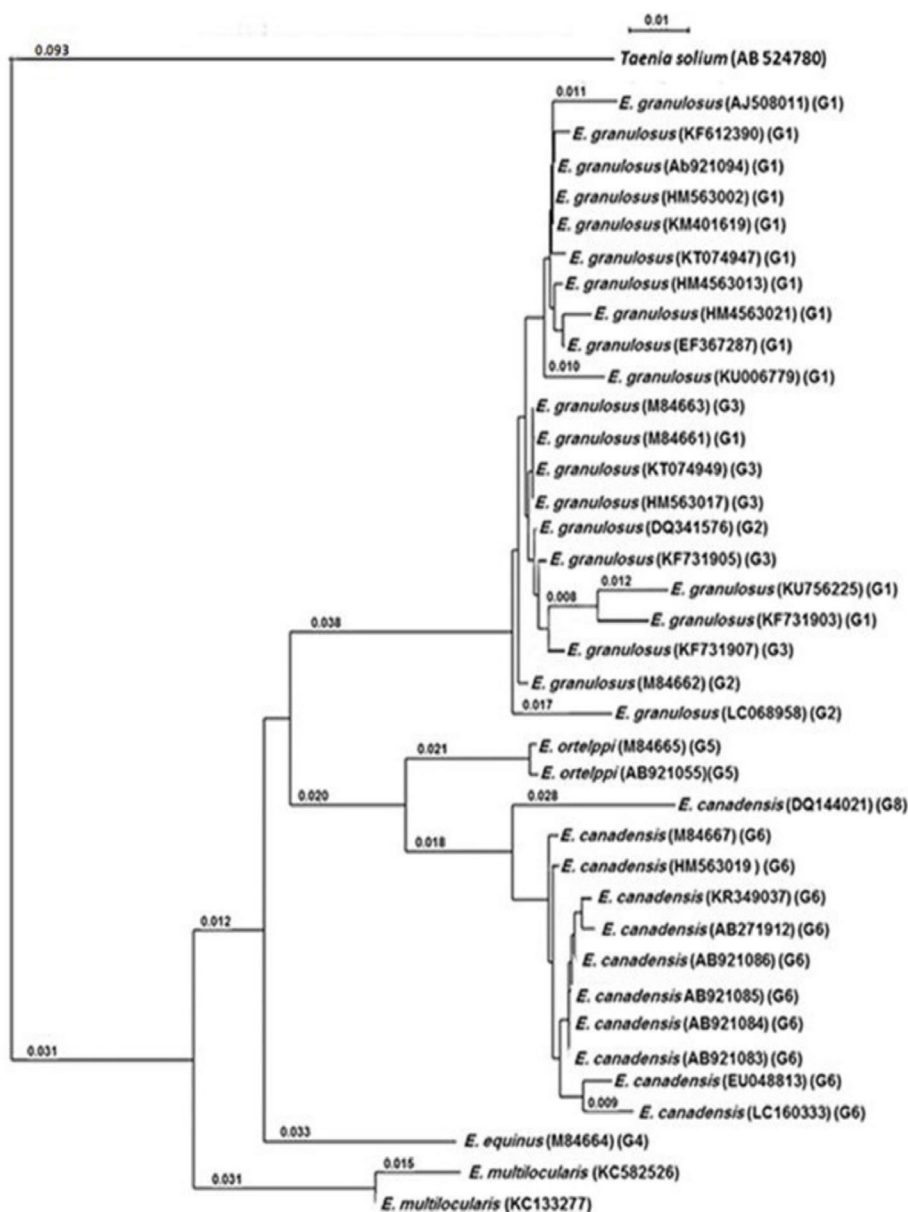 0.01
0.093
Taenia solium (AB 524780)
0.011
E. granulosus (AJ508011) (G1)
E. granulosus (KF612390) (G1)
E. granulosus (Ab921094) (G1)
E. granulosus (HM563002) (G1)
E. granulosus (KM401619) (G1)
E. granulosus (KT074947) (G1)
E. granulosus (HM4563013) (G1)
E. granulosus (HM4563021) (G1)
E. granulosus (EF367287) (G1)
0.010
E. granulosus (KU006779) (G1)
E. granulosus (M84663) (G3)
E. granulosus (M84661) (G1)
E. granulosus (KT074949) (G3)
E. granulosus (HM563017) (G3)
E. granulosus (DQ341576) (G2)
E. granulosus (KF731905) (G3)
0.012
E. granulosus (KU756225) (G1)
0.008
E. granulosus (KF731903) (G1)
0.038
E. granulosus (KF731907) (G3)
E. granulosus (M84662) (G2)
0.017
E. granulosus (LC068958) (G2)
0.021
E. ortelppi (M84665) (G5)
E. ortelppi (AB921055)(G5)
0.020
0.028
E. canadensis (DQ144021) (G8)
0.018
E. canadensis (M84667) (G6)
E. canadensis (HM563019 ) (G6)
E. canadensis (KR349037) (G6)
0.012
E. canadensis (AB271912) (G6)
E. canadensis (AB921086) (G6)
E. canadensis AB921085) (G6)
E. canadensis (AB921084) (G6)
0.031
E. canadensis (AB921083) (G6)
E. canadensis (EU048813) (G6)
0.009
E. canadensis (LC160333) (G6)
0.033
E. equinus (M84664) (G4)
0.015
E. multilocularis (KC582526)
0.031
E. multilocularis (KC133277)